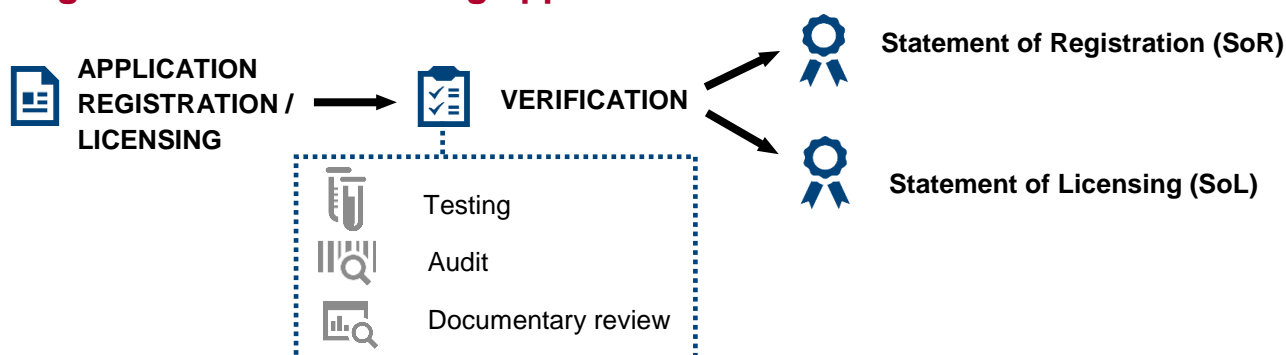 APPLICATION
REGISTRATION /
LICENSING
VERIFICATION
Statement of Registration (SoR)
Statement of Licensing (SoL)
Testing
Audit
Documentary review